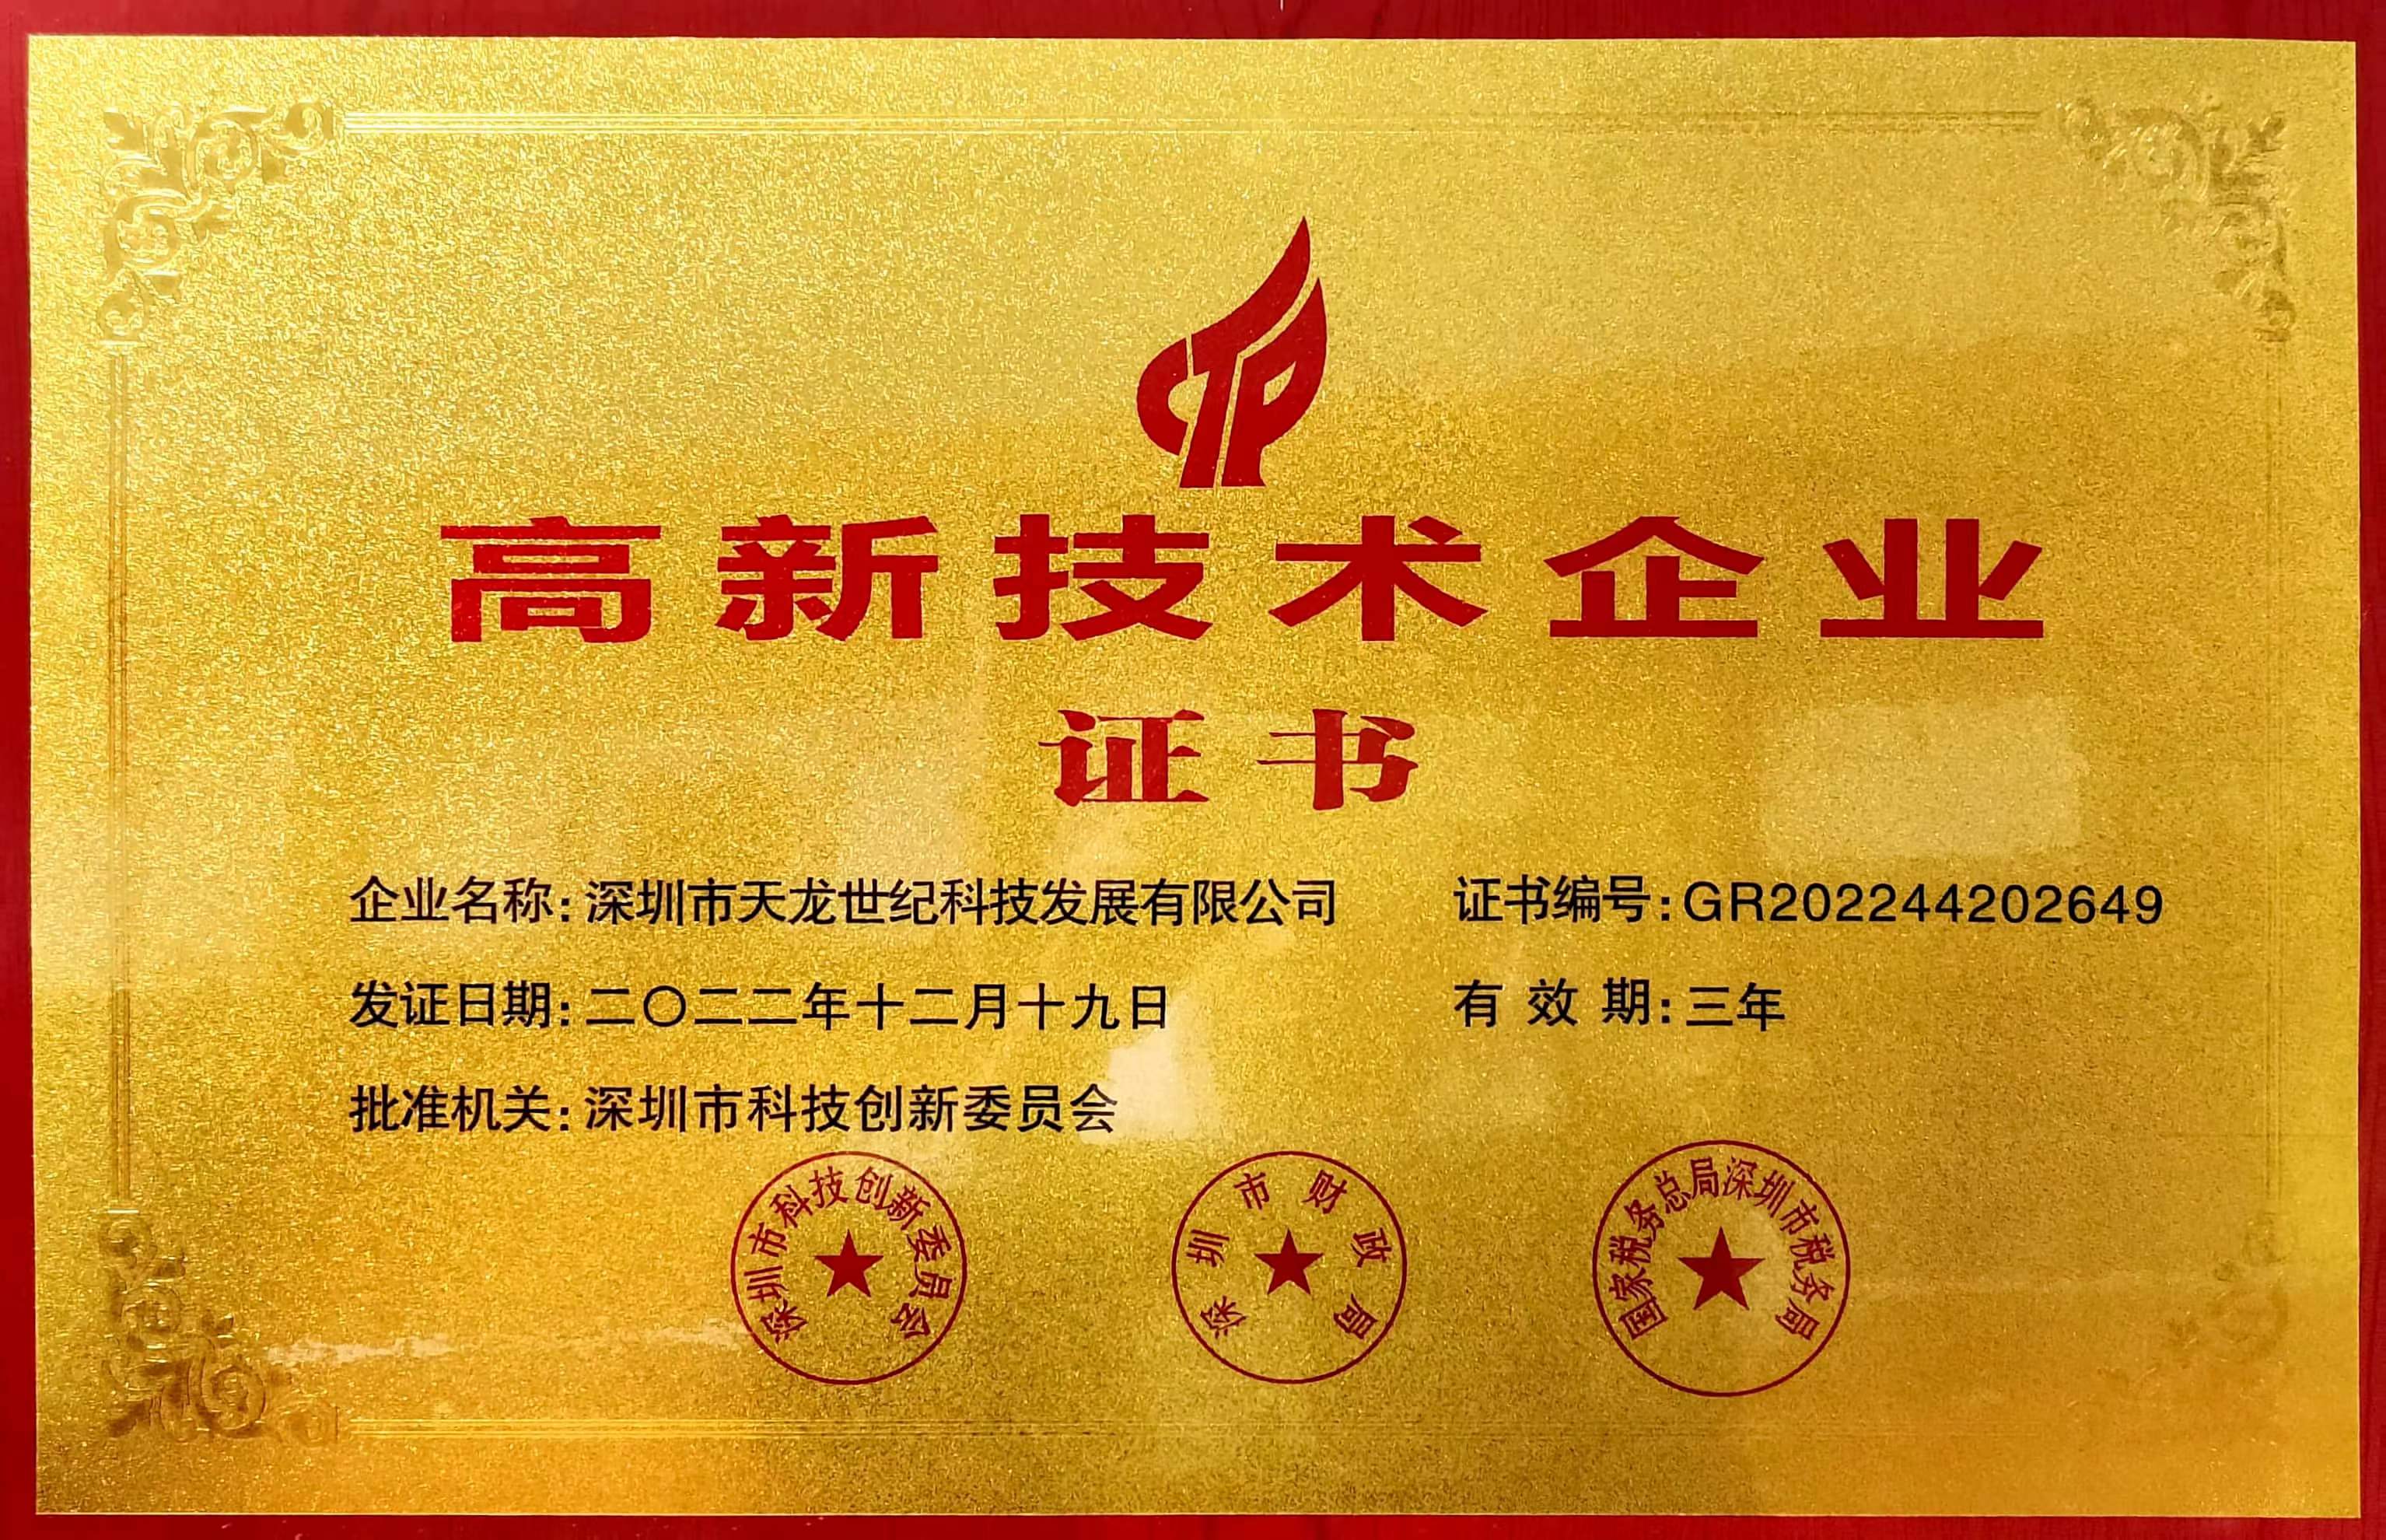 高新技术企业
证书
企业名称:深圳市天龙世纪科技发展有限公司 证书编号:GR202244202649
发证日期:二〇二二年十二月十九日 有效期:三年
批准机关:深圳市科技创新委员会
深圳市科技创新委员会
深圳市财政局
国家税务总局深圳市税务局